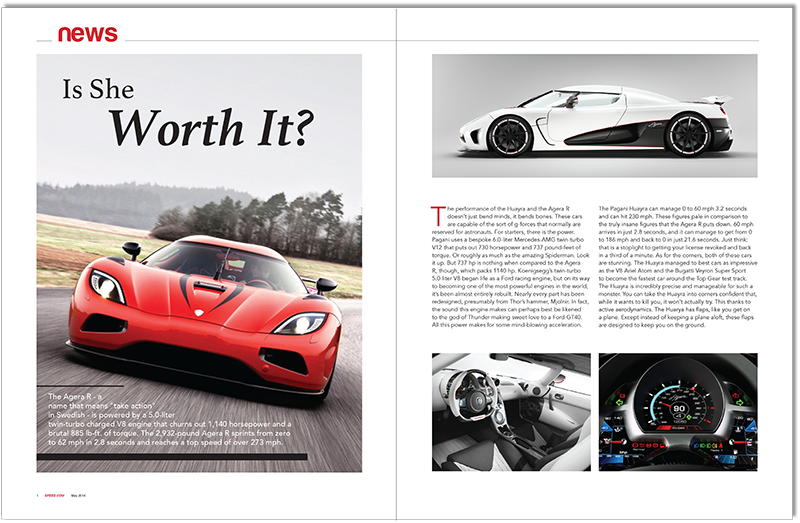 news
Is She
Worth It?
The Agera R - a
name that means "take action"
in Swedish - is powered by a 5.0-liter
twin-turbo charged V8 engine that churns out 1,140 horsepower and a
brutal 885 lb-ft. of torque. The 2,932-pound Agera R sprints from zero
to 62 mph in 2.8 seconds and reaches a top speed of over 273 mph.
The performance of the Huayra and the Agera R
doesn't just bend minds, it bends bones. These cars
are capable of the sort of g forces that normally are
reserved for astronauts. For starters, there is the power.
Pagani uses a bespoke 6.0-liter Mercedes-AMG twin-turbo
V12 that puts out 730 horsepower and 737 pound-feet of
torque. Or roughly as much as the amazing Spiderman. Look
it up. But 737 hp is nothing when compared to the Agera
R, though, which packs 1140 hp. Koenigsegg's twin-turbo
5.0-liter V8 began life as a Ford racing engine, but on its way
to becoming one of the most powerful engines in the world,
it's been almost entirely rebuilt. Nearly every part has been
redesigned, presumably from Thor's hammer, Mjolnir. In fact,
the sound this engine makes can perhaps best be likened
to the god of Thunder making sweet love to a Ford GT40.
All this power makes for some mind-blowing acceleration.
The Pagani Huayra can manage 0 to 60 mph 3.2 seconds
and can hit 230 mph. These figures pale in comparison to
the truly insane figures that the Agera R puts down. 60 mph
arrives in just 2.8 seconds, and it can manage to get from 0
to 186 mph and back to 0 in just 21.6 seconds. Just think:
that is a stoplight to getting your license revoked and back
in a third of a minute. As for the corners, both of these cars
are stunning. The Huayra managed to best cars as impressive
as the V8 Ariel Atom and the Bugatti Veyron Super Sport
to become the fastest car around the Top Gear test track.
The Huayra is incredibly precise and manageable for such a
monster. You can take the Huayra into corners confident that,
while it wants to kill you, it won't actually try. This thanks to
active aerodynamics. The Huarya has flaps, like you get on
a plane. Except instead of keeping a plane aloft, these flaps
are designed to keep you on the ground.
90
1 SPEED.COM May 2014